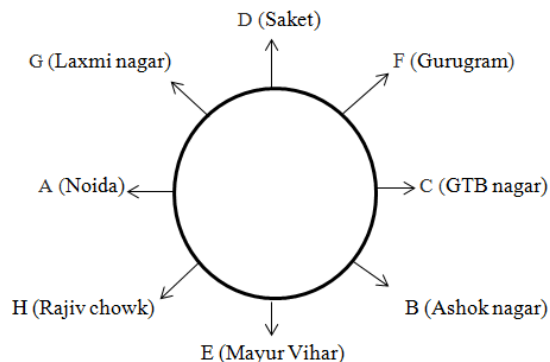 D (Saket)
G (Laxmi nagar)
F (Gurugram)
A (Noida)
C (GTB nagar)
H (Rajiv chowk)
B (Ashok nagar)
E (Mayur Vihar)